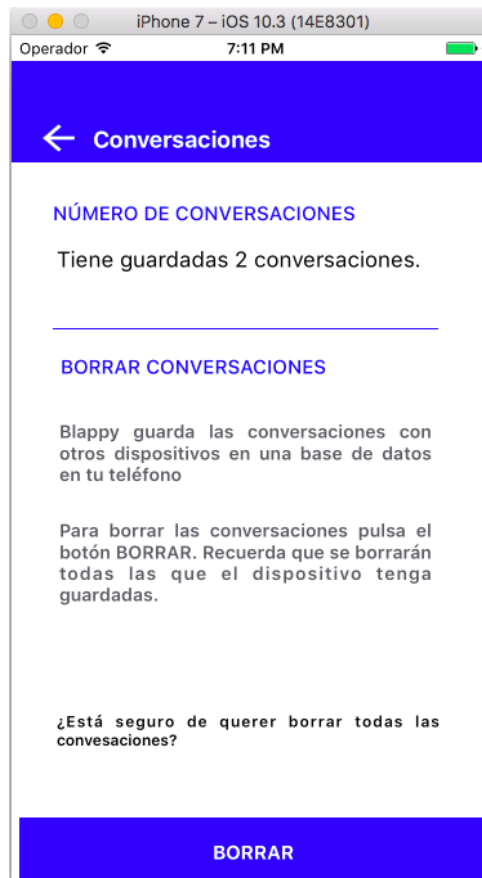 iPhone 7 – iOS 10.3 (14E8301)
Operador 7:11 PM
Conversaciones
NÚMERO DE CONVERSACIONES
Tiene guardadas 2 conversaciones.
BORRAR CONVERSACIONES
Blappy guarda las conversaciones con
otros dispositivos en una base de datos
en tu teléfono
Para borrar las conversaciones pulsa el
botón BORRAR. Recuerda que se borrarán
todas las que el dispositivo tenga
guardadas.
¿Está seguro de querer borrar todas las
convesaciones?
BORRAR